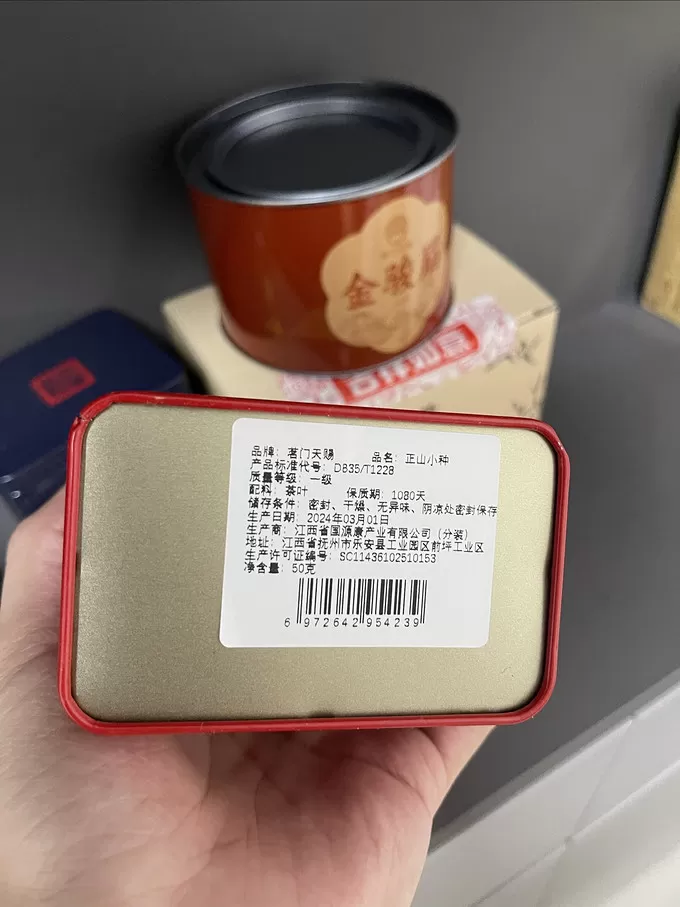 金骏眉
吉祥如意
品牌：茗门天赐 品名：正山小种
产品标准代号：DB35/T1228
质量等级：一级
配料：茶叶 保质期：1080天
储存条件：密封、干燥、无异味、阴凉处密封保存
生产日期：2024年03月01日
生产商：江西省国源康产业有限公司（分装）
地址：江西省抚州市乐安县工业园区前坪工业区
生产许可证编号：SC11436102510153
净含量：50克
6 972642 954239